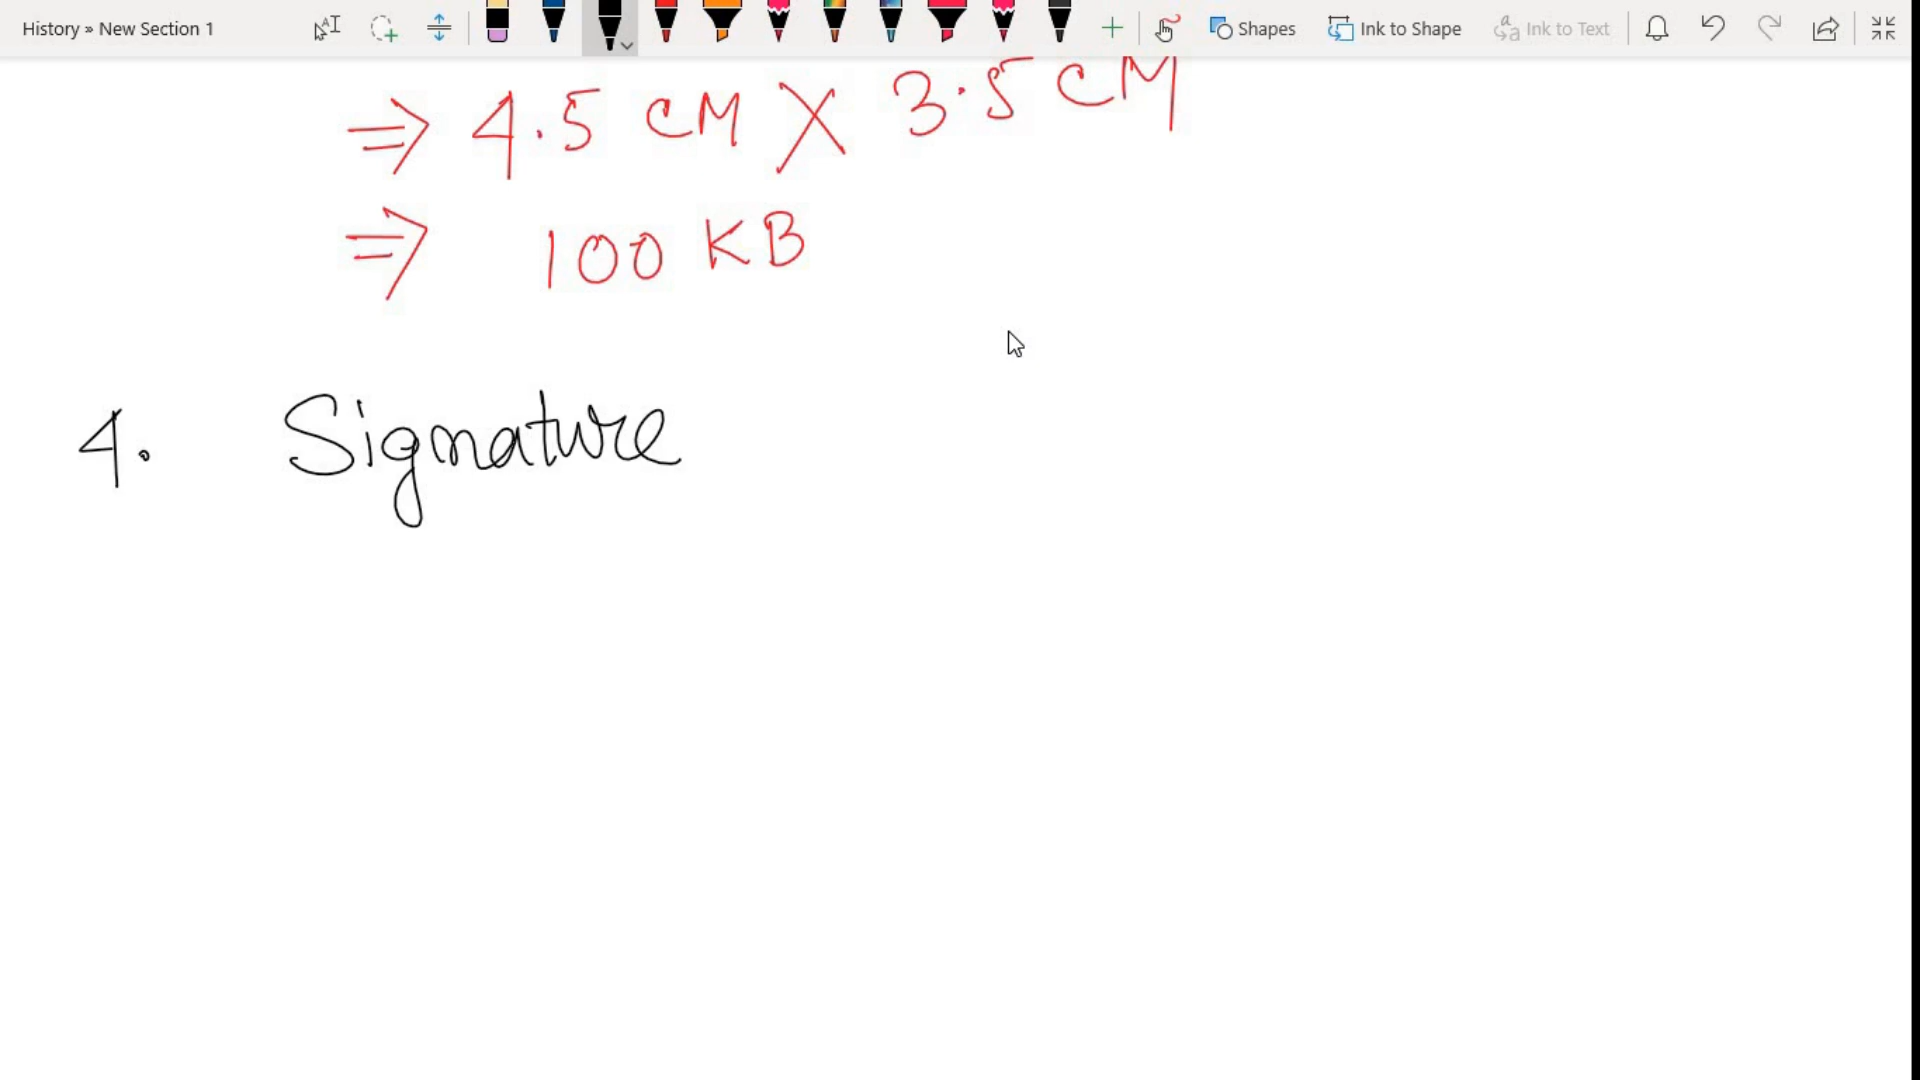 History » New Section 1 Shapes Ink to Shape Ink to Text
⇒ 4.5 CM X 3.5 CM
⇒ 100 KB
4. Signature